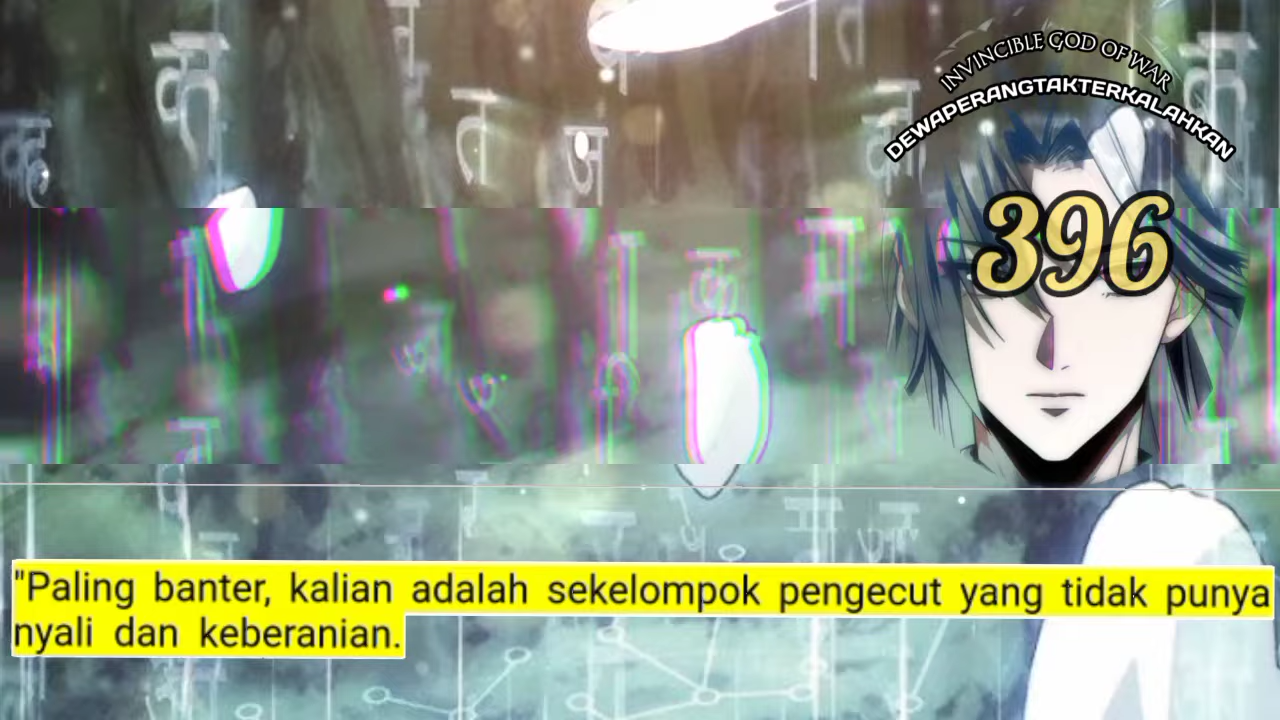 INVINCIBLE GOD OF WAR
DEWAPERANGTAKTERKALAHKAN
396
"Paling banter, kalian adalah sekelompok pengecut yang tidak punya
nyali dan keberanian.